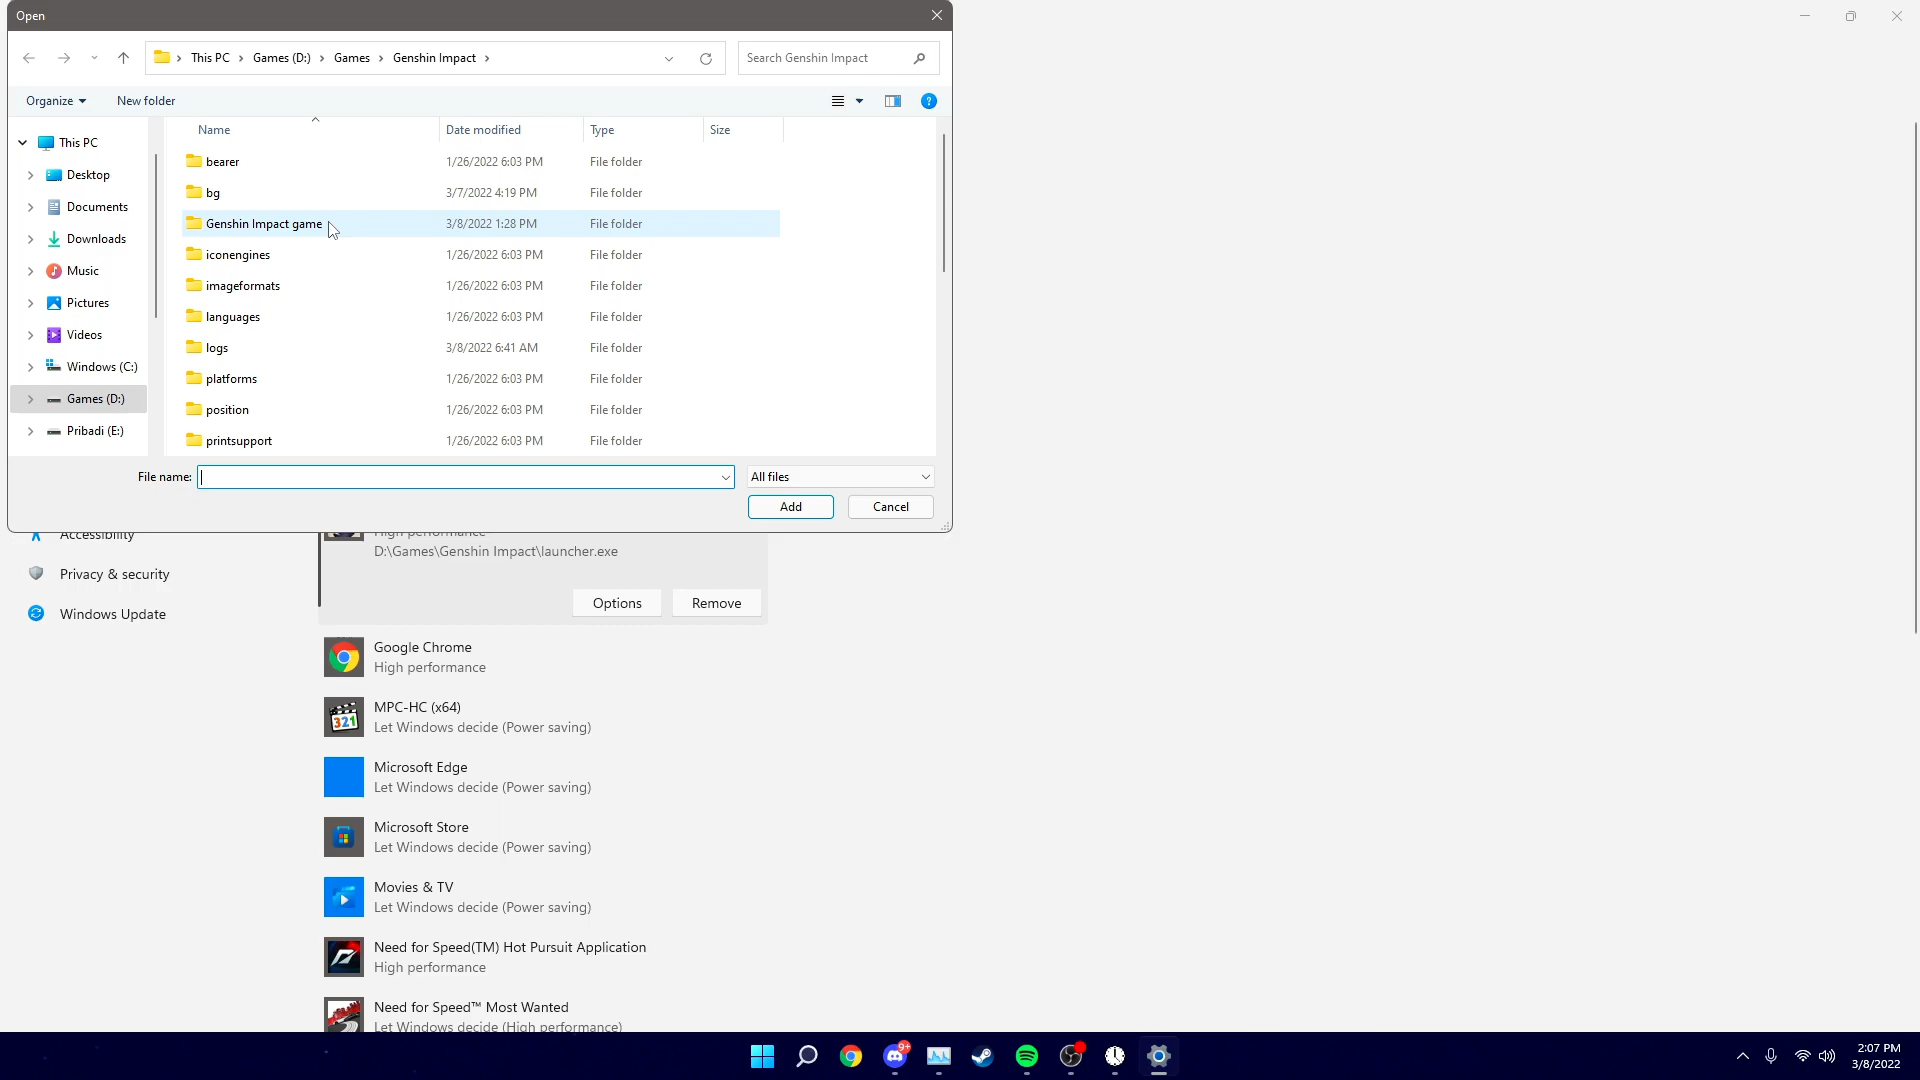 Open
This PC
Games (D:)
Games
Genshin Impact
Search Genshin Impact
Organize
New folder
Name
Date modified
Type
Size
This PC
Desktop
Documents
Downloads
Music
Pictures
Videos
Windows (C:)
Games (D:)
Pribadi (E:)
bearer 1/26/2022 6:03 PM File folder
bg 3/7/2022 4:19 PM File folder
Genshin Impact game 3/8/2022 1:28 PM File folder
iconengines 1/26/2022 6:03 PM File folder
imageformats 1/26/2022 6:03 PM File folder
languages 1/26/2022 6:03 PM File folder
logs 3/8/2022 6:41 AM File folder
platforms 1/26/2022 6:03 PM File folder
position 1/26/2022 6:03 PM File folder
printsupport 1/26/2022 6:03 PM File folder
File name:
All files
Add
Cancel
Accessibility
Privacy & security
Windows Update
High performance
D:\Games\Genshin Impact\launcher.exe
Options
Remove
Google Chrome
High performance
MPC-HC (x64)
Let Windows decide (Power saving)
Microsoft Edge
Let Windows decide (Power saving)
Microsoft Store
Let Windows decide (Power saving)
Movies & TV
Let Windows decide (Power saving)
Need for Speed(TM) Hot Pursuit Application
High performance
Need for Speed™ Most Wanted
Let Windows decide (High performance)
321
9+
2:07 PM
3/8/2022